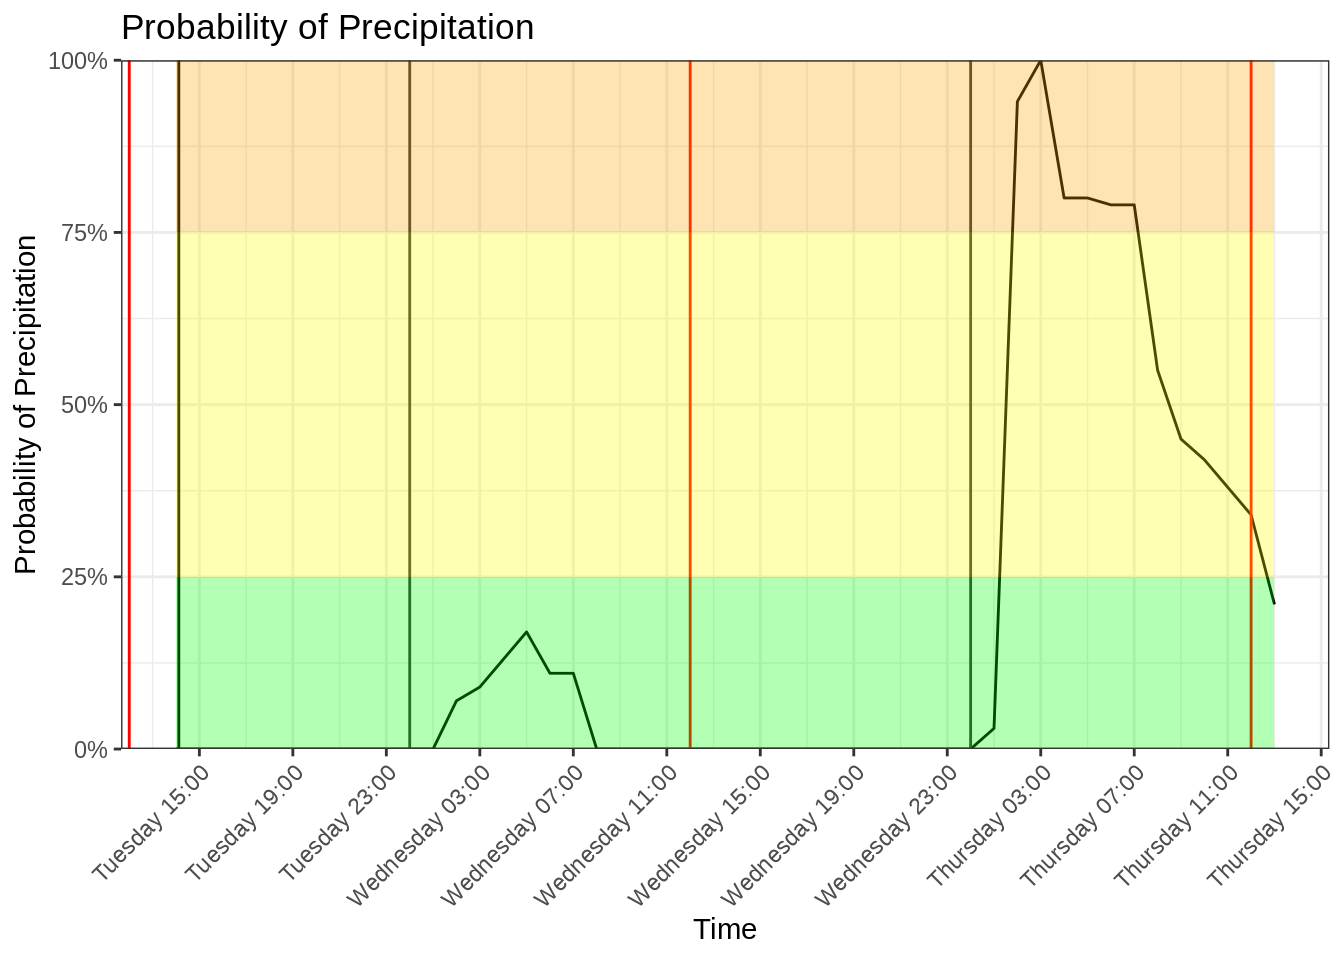 Probability of Precipitation
Probability of Precipitation
100%
75%
50%
25%
0%
Tuesday 15:00
Tuesday 19:00
Tuesday 23:00
Wednesday 03:00
Wednesday 07:00
Wednesday 11:00
Wednesday 15:00
Wednesday 19:00
Wednesday 23:00
Thursday 03:00
Thursday 07:00
Thursday 11:00
Thursday 15:00
Time